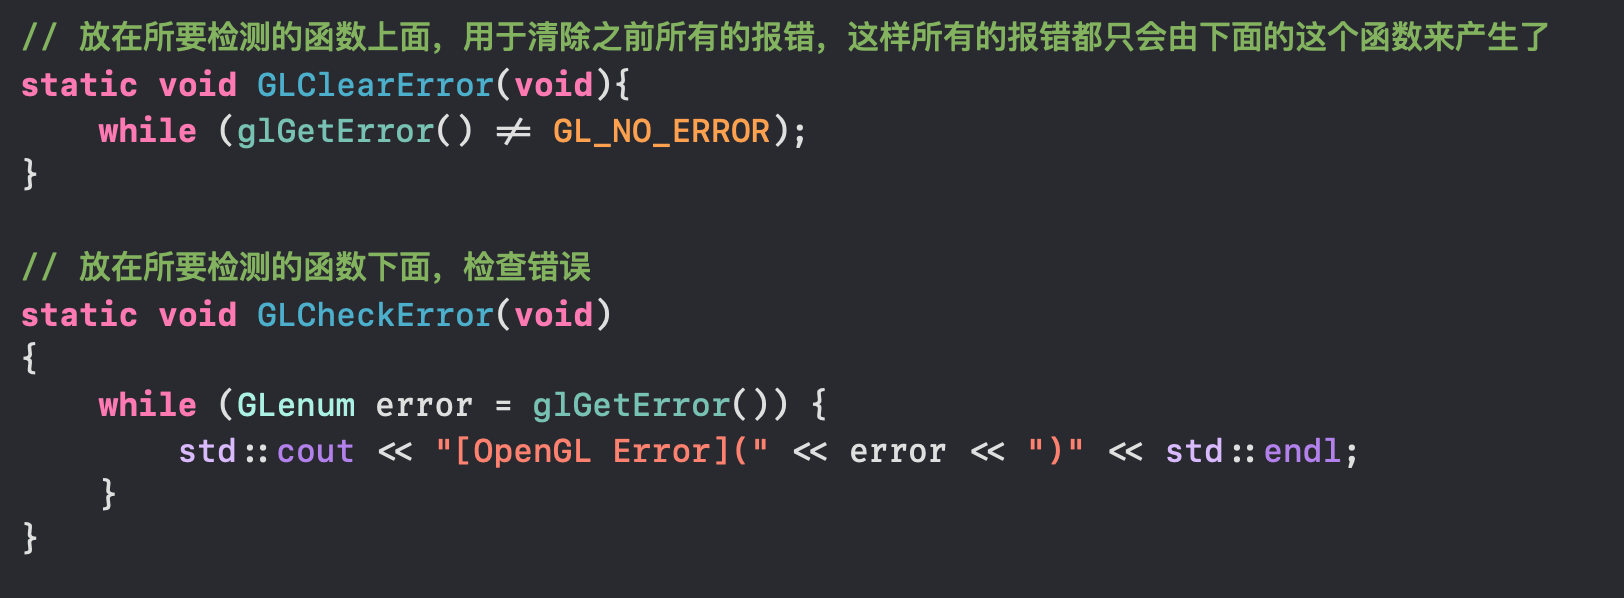 // 放在所要检测的函数上面，用于清除之前所有的报错，这样所有的报错都只会由下面的这个函数来产生了
static void GLClearError(void){
    while (glGetError() != GL_NO_ERROR);
}

// 放在所要检测的函数下面，检查错误
static void GLCheckError(void)
{
    while (GLenum error = glGetError()) {
        std::cout << "[OpenGL Error](" << error << ")" << std::endl;
    }
}